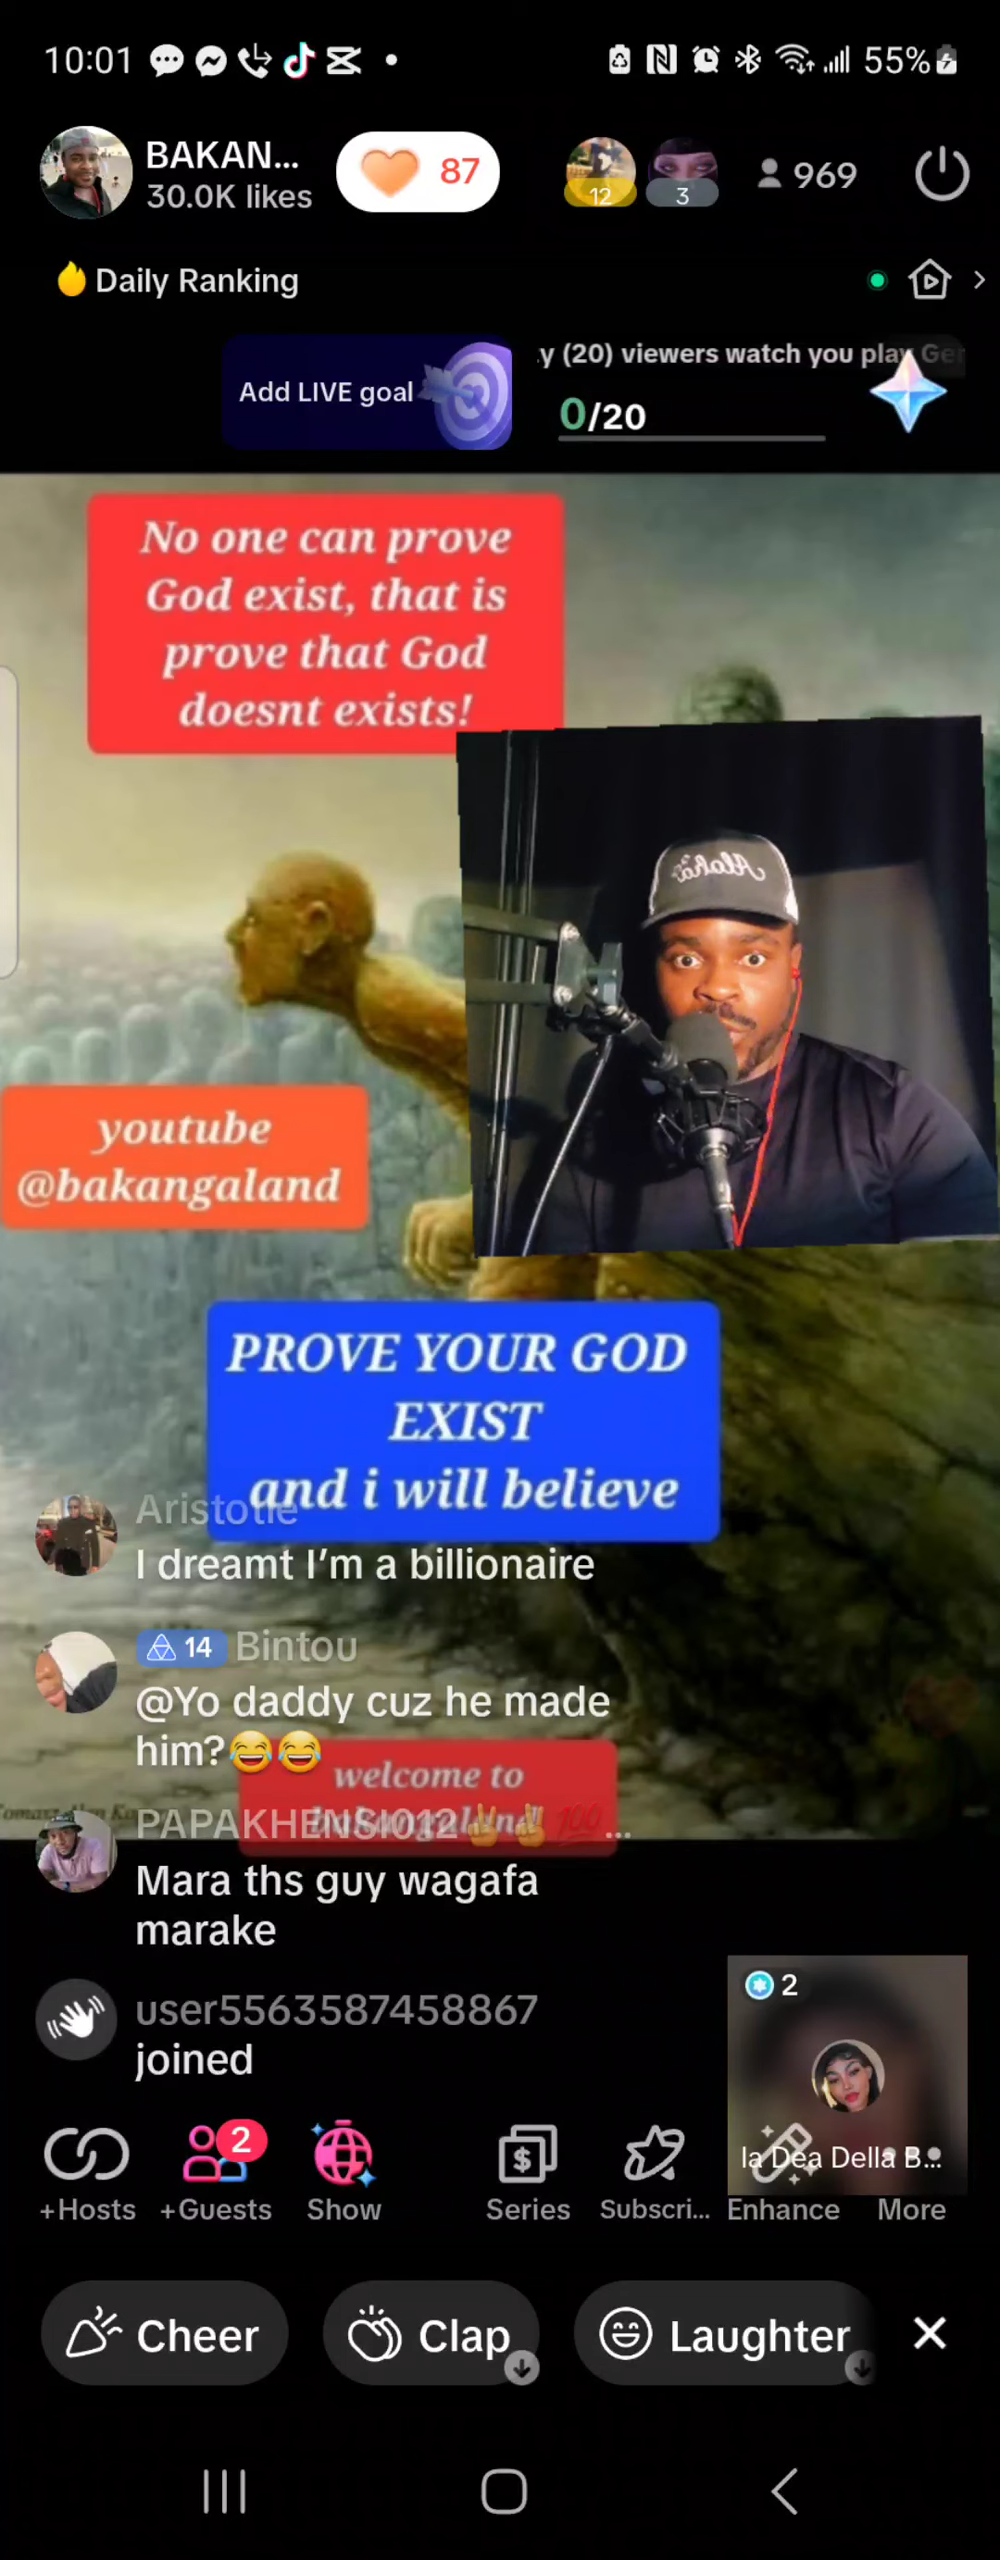 10:01
55%
BAKAN...
30.0K likes
87
12
3
969
Daily Ranking
Add LIVE goal
y (20) viewers watch you play Ge
0/20
No one can prove
God exist, that is
prove that God
doesnt exists!
Aloha
youtube
@bakangaland
PROVE YOUR GOD
EXIST
and i will believe
Aristotle
I dreamt I'm a billionaire
14 Bintou
@Yo daddy cuz he made
him?😂😂
welcome to
bakangaland
PAPAKHENSI012✌✌💯...
Mara ths guy wagafa
marake
user5563587458867
joined
2
la Dea Della B...
+Hosts
2
+Guests
Show
Series
Subscri...
Enhance
More
Cheer
Clap
Laughter